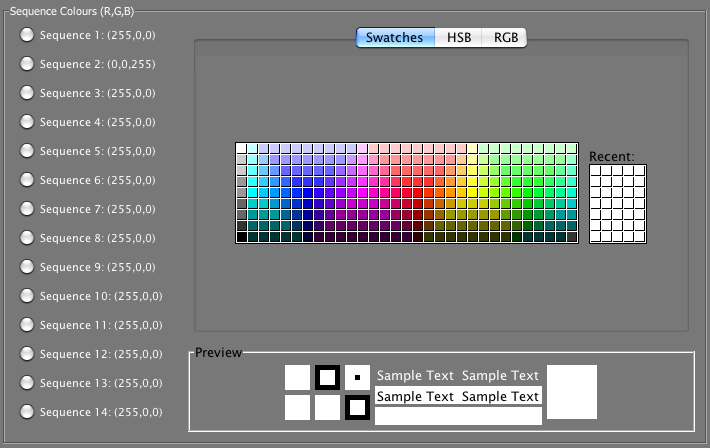 Sequence Colours (R,G,B)
Sequence 1: (255,0,0)
Sequence 2: (0,0,255)
Sequence 3: (255,0,0)
Sequence 4: (255,0,0)
Sequence 5: (255,0,0)
Sequence 6: (255,0,0)
Sequence 7: (255,0,0)
Sequence 8: (255,0,0)
Sequence 9: (255,0,0)
Sequence 10: (255,0,0)
Sequence 11: (255,0,0)
Sequence 12: (255,0,0)
Sequence 13: (255,0,0)
Sequence 14: (255,0,0)
Swatches HSB RGB
Recent:
Preview
Sample Text Sample Text
Sample Text Sample Text